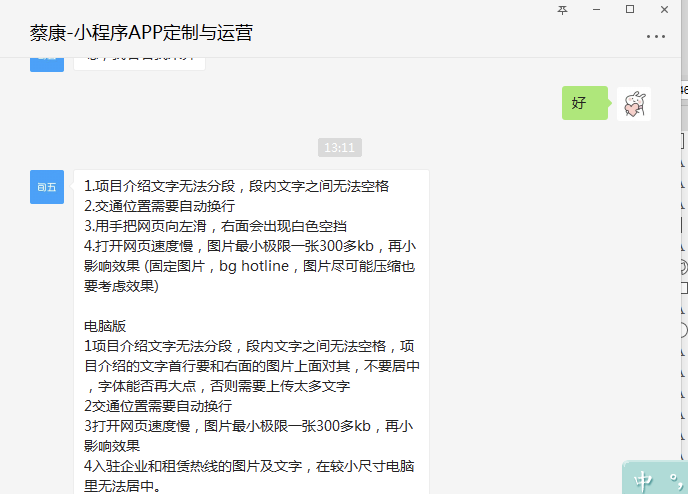 蔡康-小程序APP定制与运营
好
13:11
1.项目介绍文字无法分段，段内文字之间无法空格
2.交通位置需要自动换行
3.用手把网页向左滑，右面会出现白色空挡
4.打开网页速度慢，图片最小极限一张300多kb，再小
影响效果 (固定图片，bg hotline，图片尽可能压缩也
要考虑效果)
电脑版
1项目介绍文字无法分段，段内文字之间无法空格，项
目介绍的文字首行要和右面的图片上面对其，不要居中
，字体能否再大点，否则需要上传太多文字
2交通位置需要自动换行
3打开网页速度慢，图片最小极限一张300多kb，再小
影响效果
4入驻企业和租赁热线的图片及文字，在较小尺寸电脑
里无法居中。
中 °,